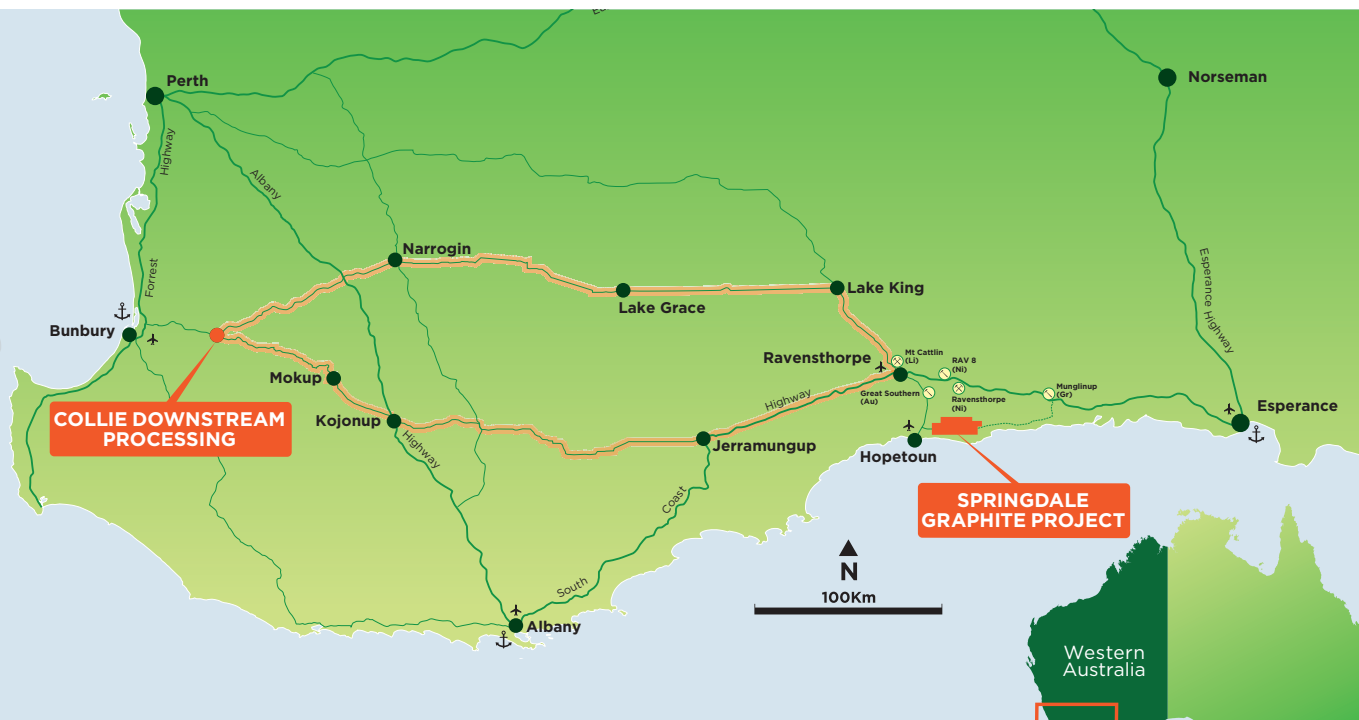 Perth
Norseman
Highway
Albany
Forrest
Narrogin
Lake King
Lake Grace
Esperance Highway
Bunbury
Ravensthorpe
Mt Cattlin
(Li)
RAV 8
(Ni)
Mokup
Munglinup
(Gr)
Great Southern
(Au)
Ravensthorpe
(Ni)
Highway
COLLIE DOWNSTREAM
PROCESSING
Kojonup
Esperance
Highway
Jerramungup
Hopetoun
Coast
SPRINGDALE
GRAPHITE PROJECT
N
100Km
South
Albany
Western
Australia